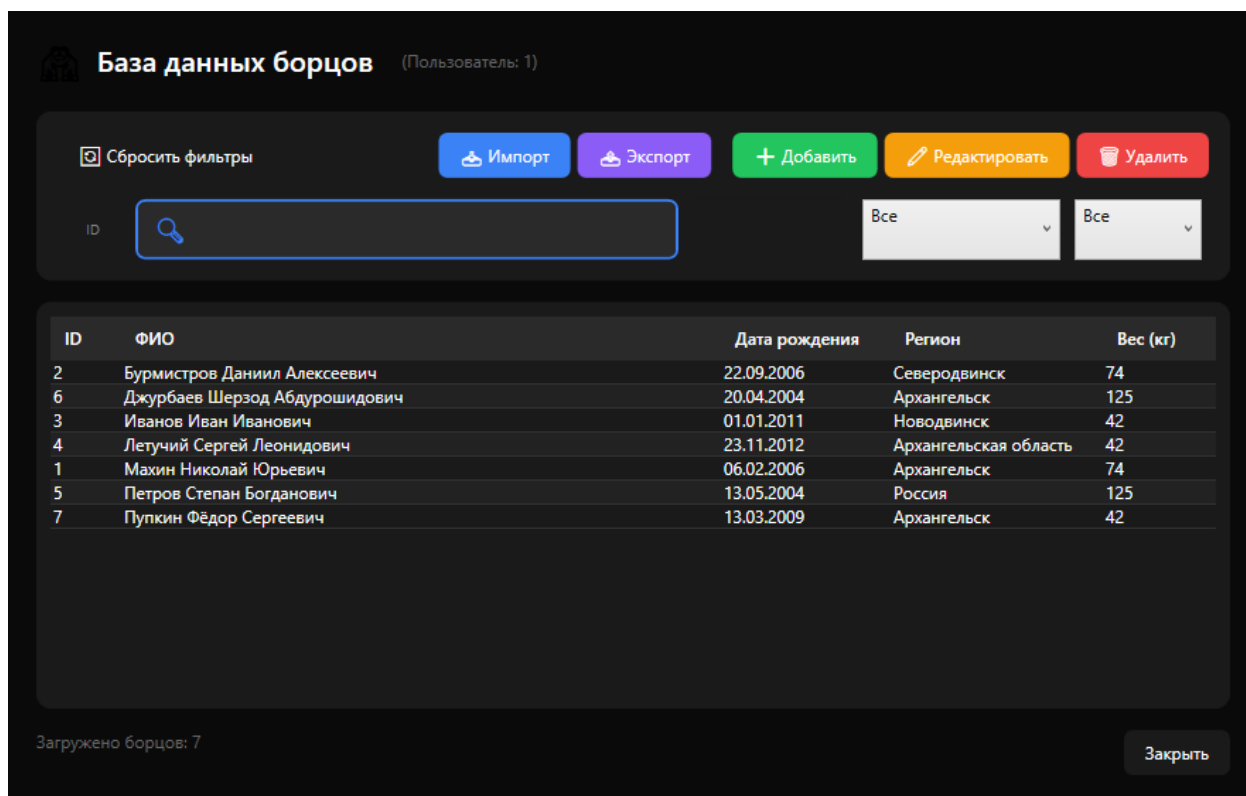 База данных борцов (Пользователь: 1)
Сбросить фильтры Импорт Экспорт + Добавить Редактировать Удалить
ID Все Все
ID ФИО Дата рождения Регион Вес (кг)
2 Бурмистров Даниил Алексеевич 22.09.2006 Северодвинск 74
6 Джурбаев Шерзод Абдурошидович 20.04.2004 Архангельск 125
3 Иванов Иван Иванович 01.01.2011 Новодвинск 42
4 Летучий Сергей Леонидович 23.11.2012 Архангельская область 42
1 Махин Николай Юрьевич 06.02.2006 Архангельск 74
5 Петров Степан Богданович 13.05.2004 Россия 125
7 Пупкин Фёдор Сергеевич 13.03.2009 Архангельск 42
Загружено борцов: 7
Закрыть